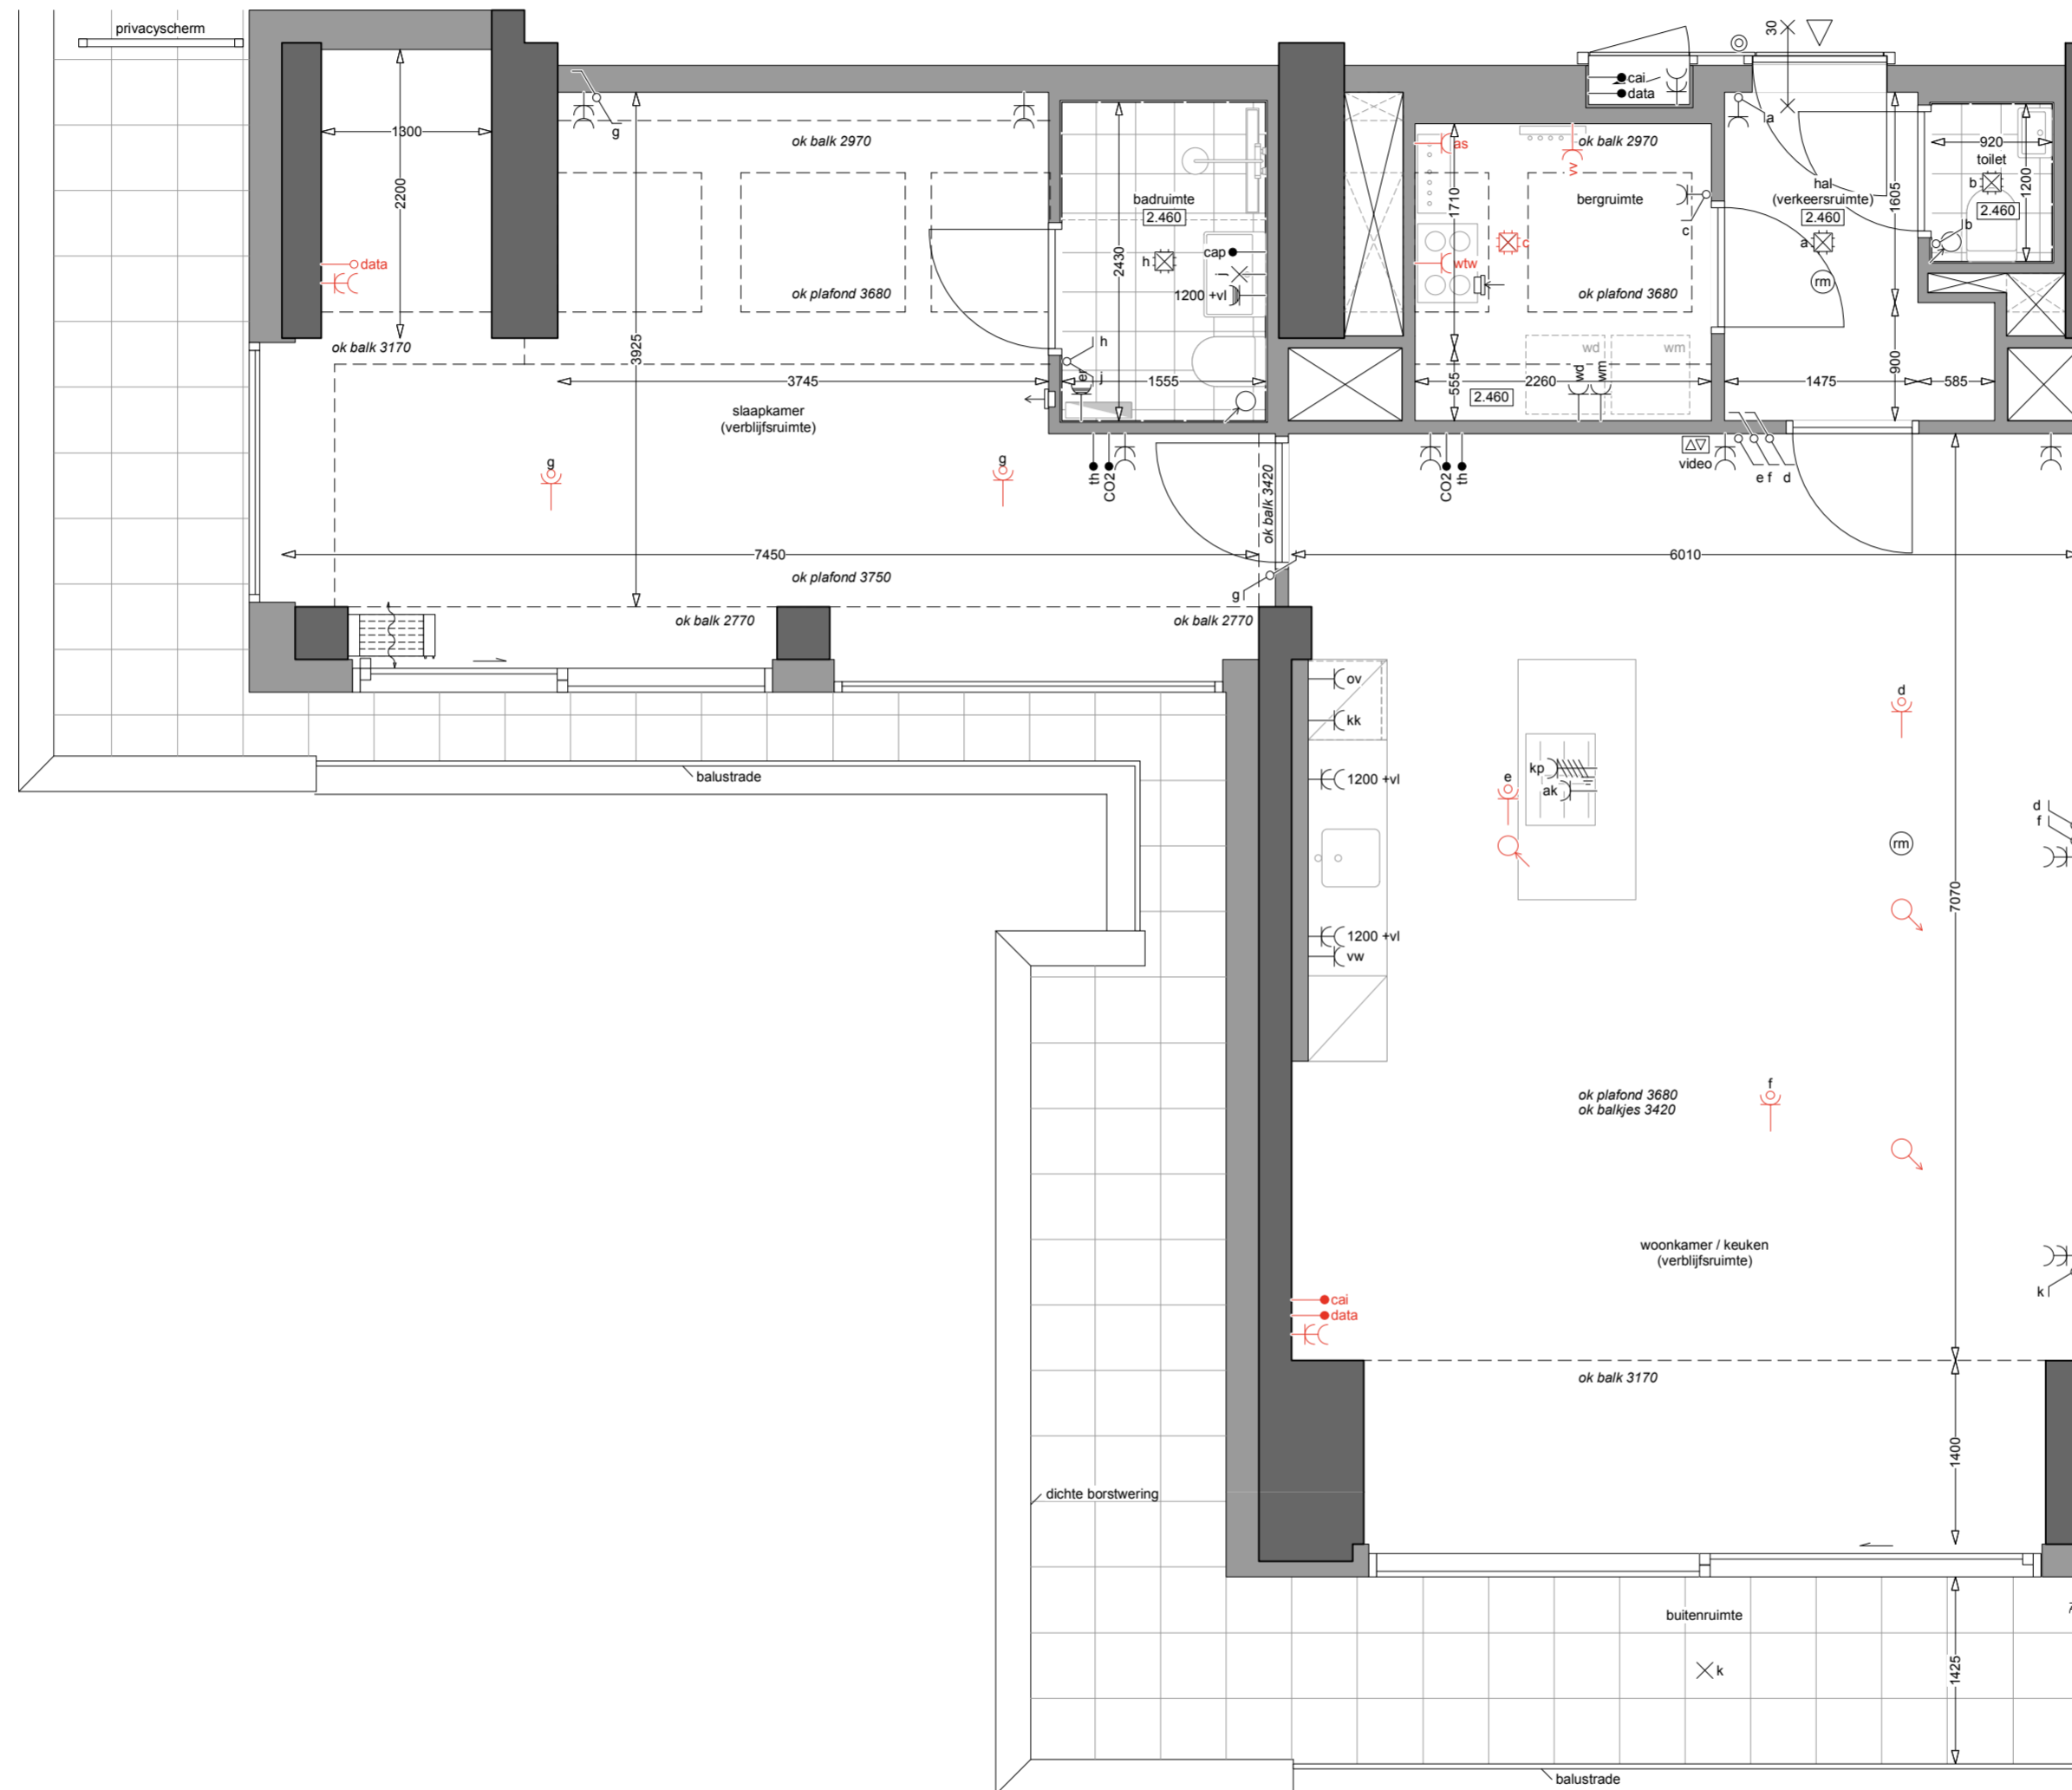 privacyscherm
30
cai
data
g
a
1300
ok balk 2970
as
vv
ok balk 2970
920
toilet
b
2.460
1200
2200
badruimte
2.460
1710
bergruimte
hal
(verkeersruimte)
2.460
1605
c
b
c
a
data
2430
h
cap
j
1200 +vl
wtw
rm
ok plafond 3680
ok plafond 3680
ok balk 3170
3925
h
er
j
wd
wm
wd
wm
3745
1555
555
2260
2.460
1475
900
585
slaapkamer
(verblijfsruimte)
g
g
th
CO2
ok balk 3420
CO2
th
video
e f
d
7450
6010
ok plafond 3750
g
ok balk 2770
ok balk 2770
ov
kk
d
kp
1200 +vl
e
ak
balustrade
d
f
rm
7070
1200 +vl
vw
f
ok plafond 3680
ok balkjes 3420
woonkamer / keuken
(verblijfsruimte)
k
cai
data
ok balk 3170
1400
dichte borstwering
buitenruimte
k
1425
balustrade